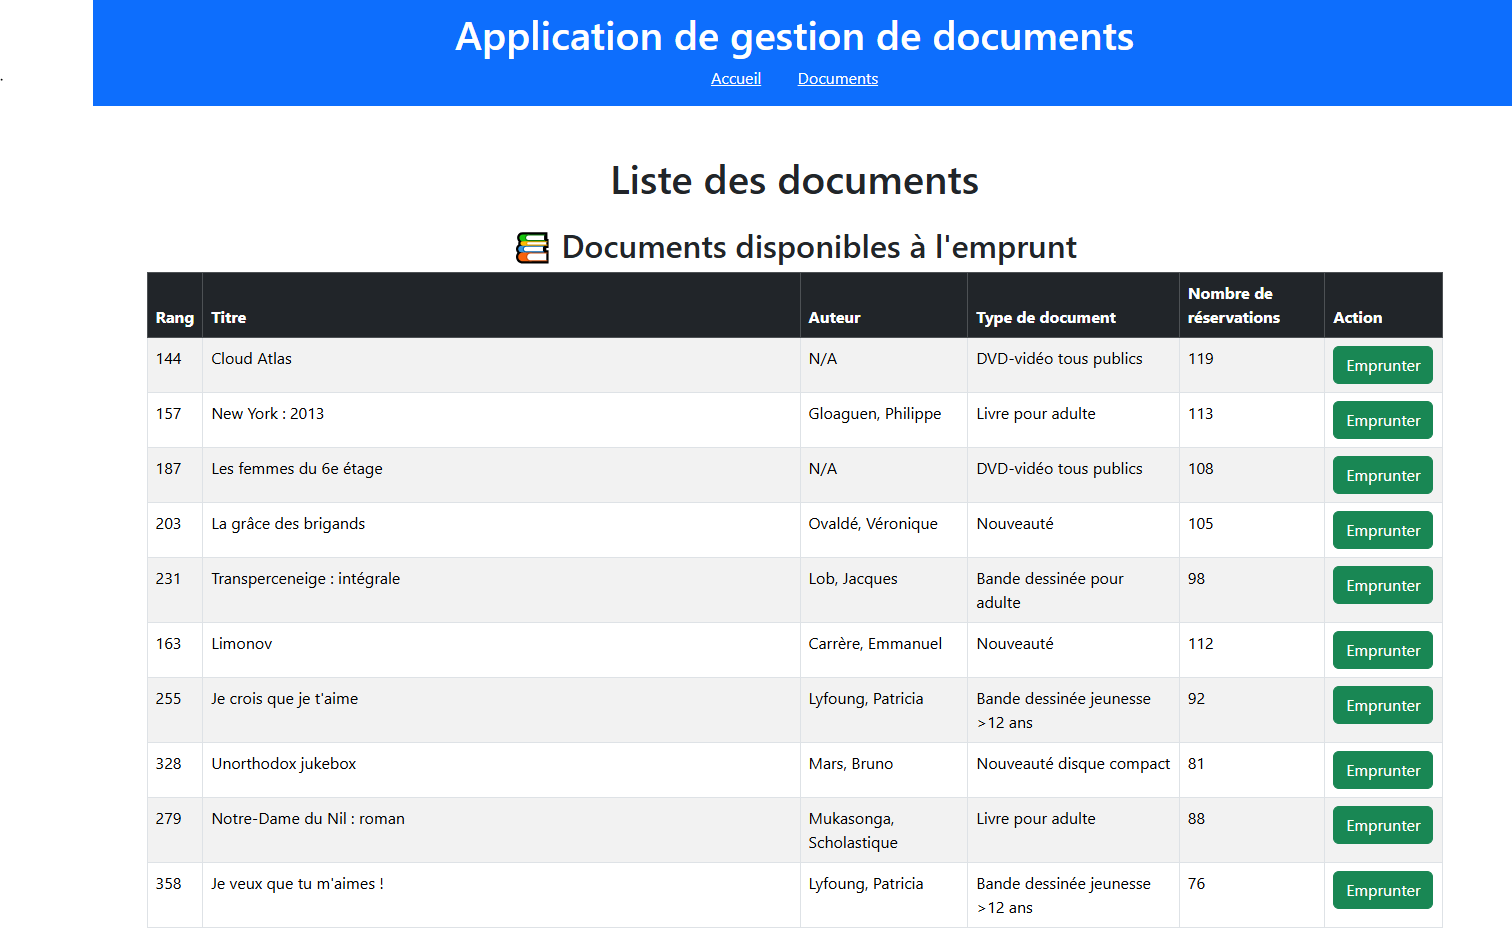 Application de gestion de documents
Accueil Documents
.
Liste des documents
📚 Documents disponibles à l'emprunt
Rang Titre Auteur Type de document Nombre de réservations Action
144 Cloud Atlas N/A DVD-vidéo tous publics 119 Emprunter
157 New York : 2013 Gloaguen, Philippe Livre pour adulte 113 Emprunter
187 Les femmes du 6e étage N/A DVD-vidéo tous publics 108 Emprunter
203 La grâce des brigands Ovaldé, Véronique Nouveauté 105 Emprunter
231 Transperceneige : intégrale Lob, Jacques Bande dessinée pour adulte 98 Emprunter
163 Limonov Carrère, Emmanuel Nouveauté 112 Emprunter
255 Je crois que je t'aime Lyfoung, Patricia Bande dessinée jeunesse >12 ans 92 Emprunter
328 Unorthodox jukebox Mars, Bruno Nouveauté disque compact 81 Emprunter
279 Notre-Dame du Nil : roman Mukasonga, Scholastique Livre pour adulte 88 Emprunter
358 Je veux que tu m'aimes ! Lyfoung, Patricia Bande dessinée jeunesse >12 ans 76 Emprunter